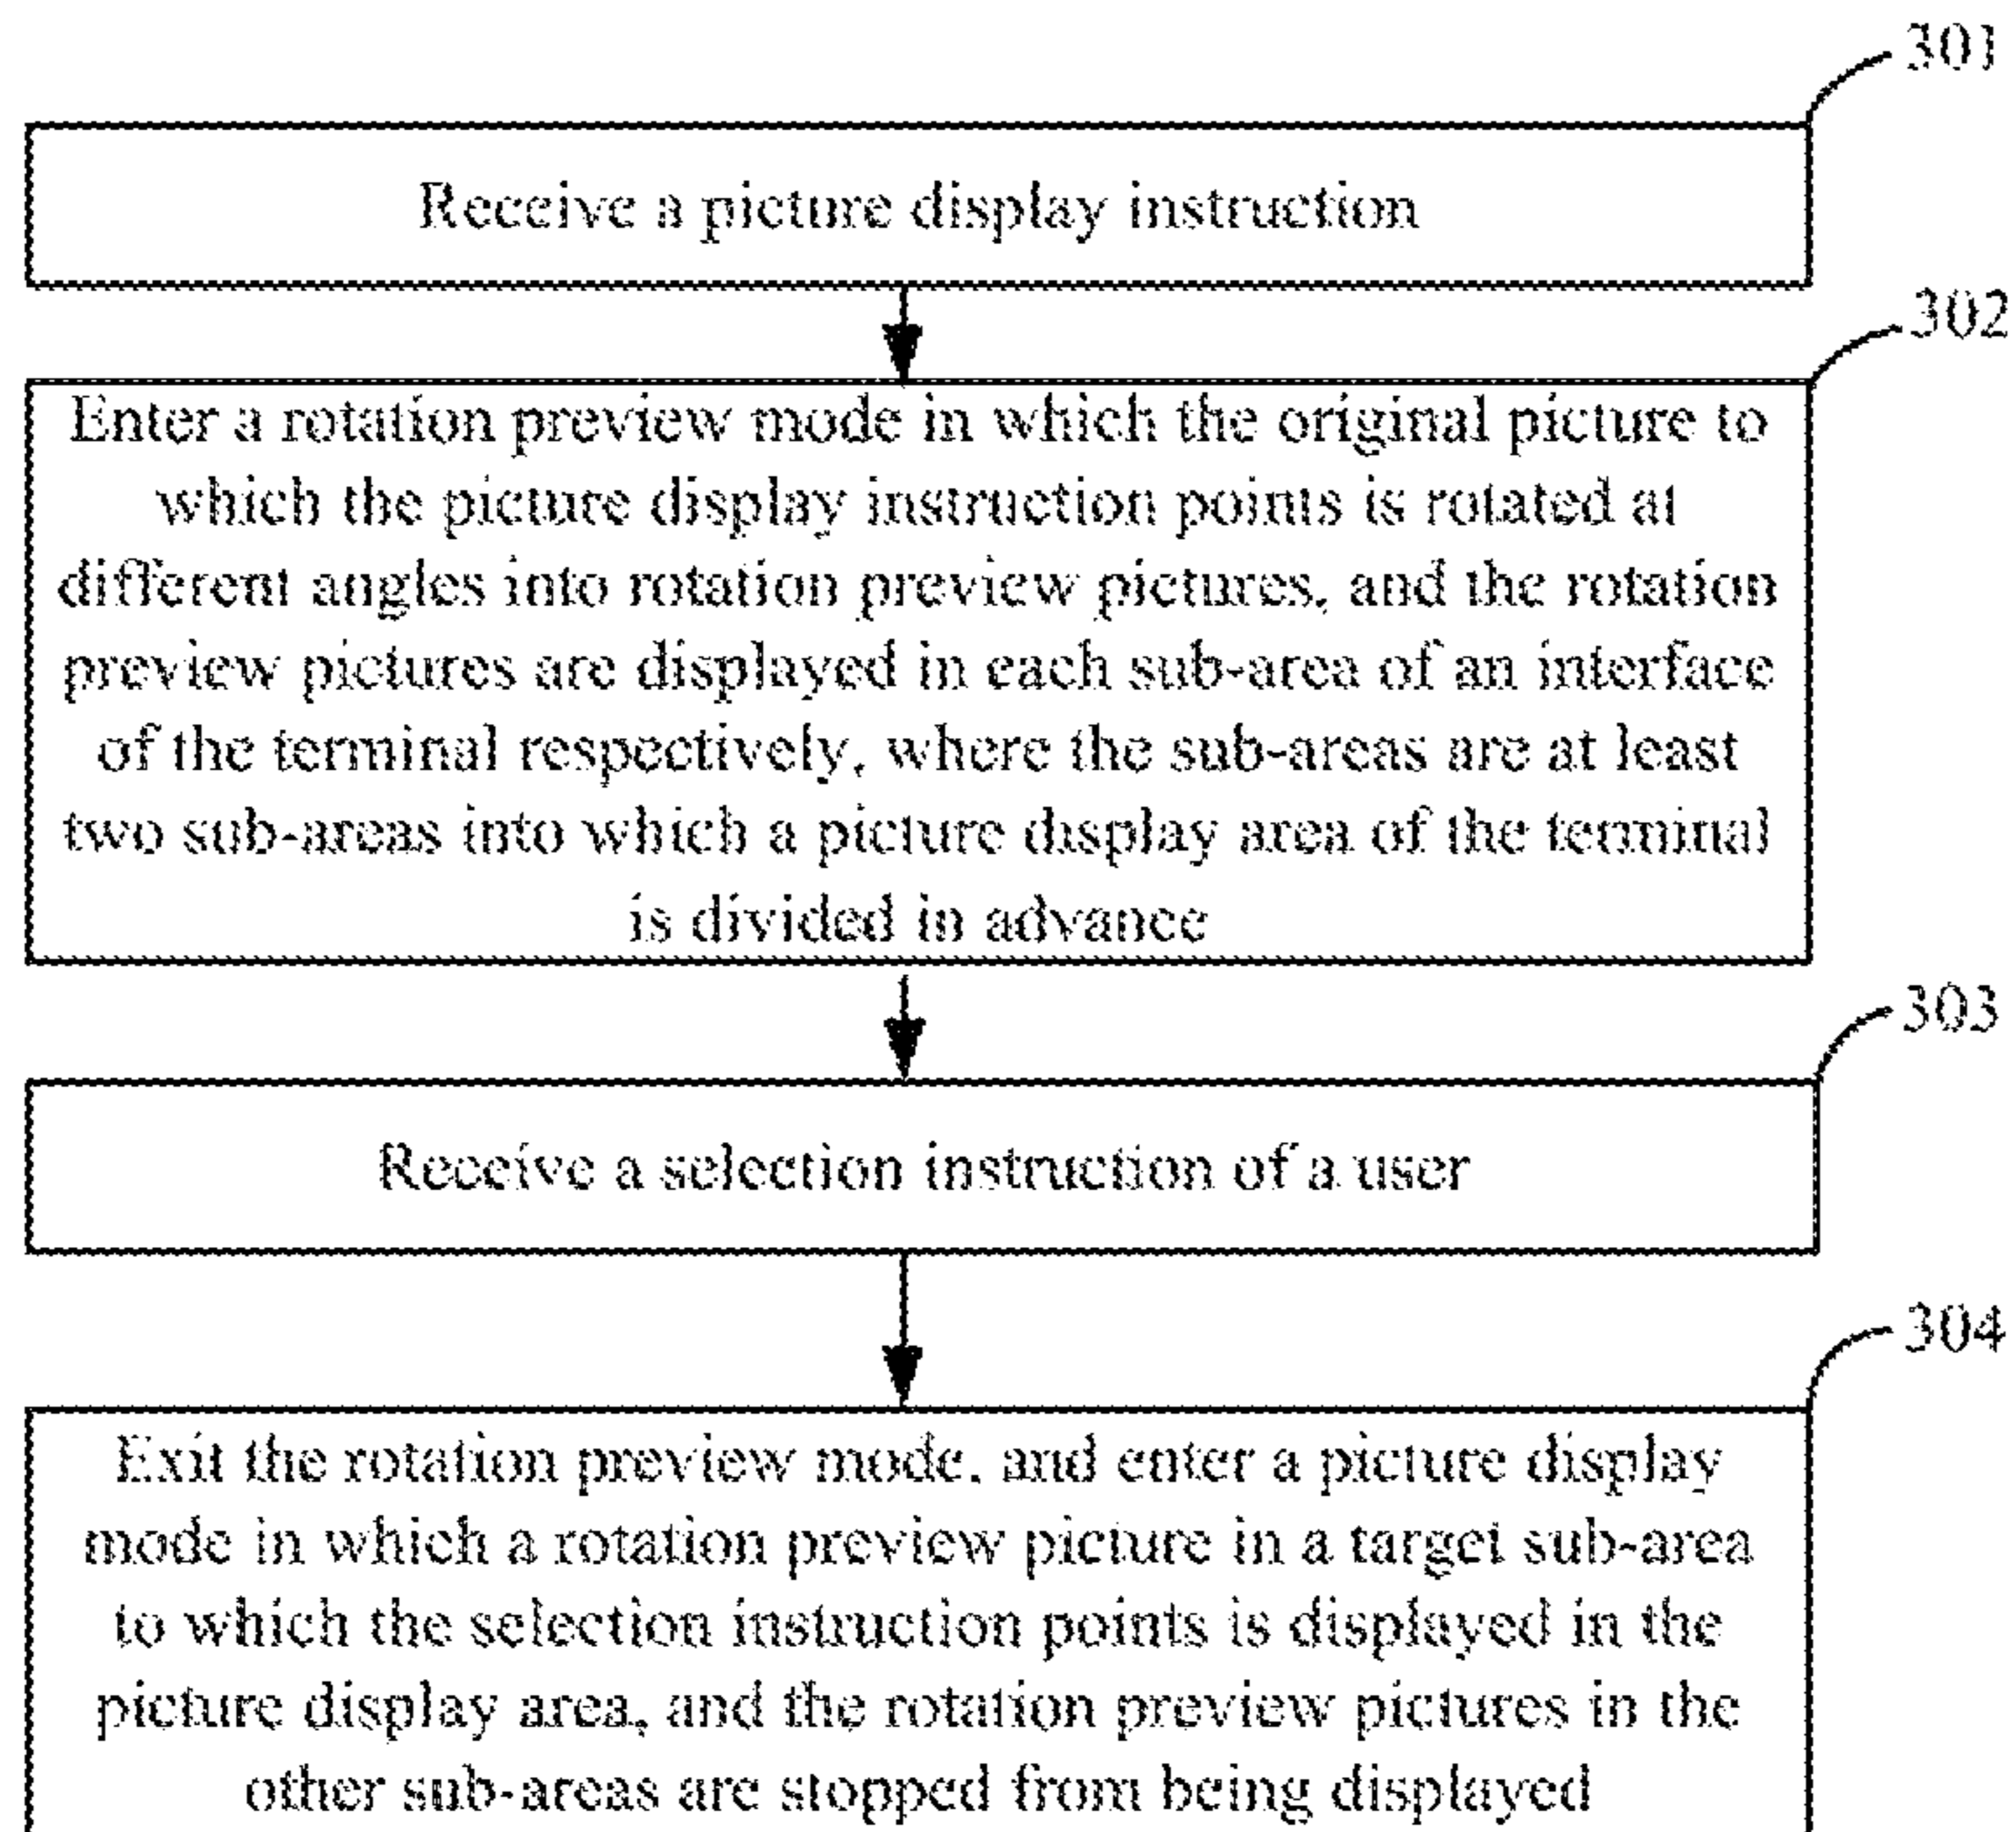 301
Receive a picture display instruction
302
Enter a rotation preview mode in which the original picture to
which the picture display instruction points is rotated at
different angles into rotation preview pictures, and the rotation
preview pictures are displayed in each sub-area of an interface
of the terminal respectively, where the sub-areas are at least
two sub-areas into which a picture display area of the terminal
is divided in advance
303
Receive a selection instruction of a user
304
Exit the rotation preview mode, and enter a picture display
mode in which a rotation preview picture in a target sub-area
to which the selection instruction points is displayed in the
picture display area, and the rotation preview pictures in the
other sub-areas are stopped from being displayed